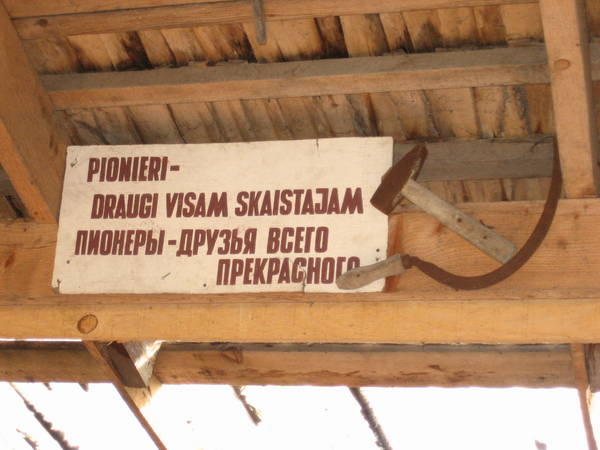 PIONIERI-
DRAUGI VISAM SKAISTAJAM
ПИОНЕРЫ-ДРУЗЬЯ ВСЕГО
ПРЕКРАСНОГО